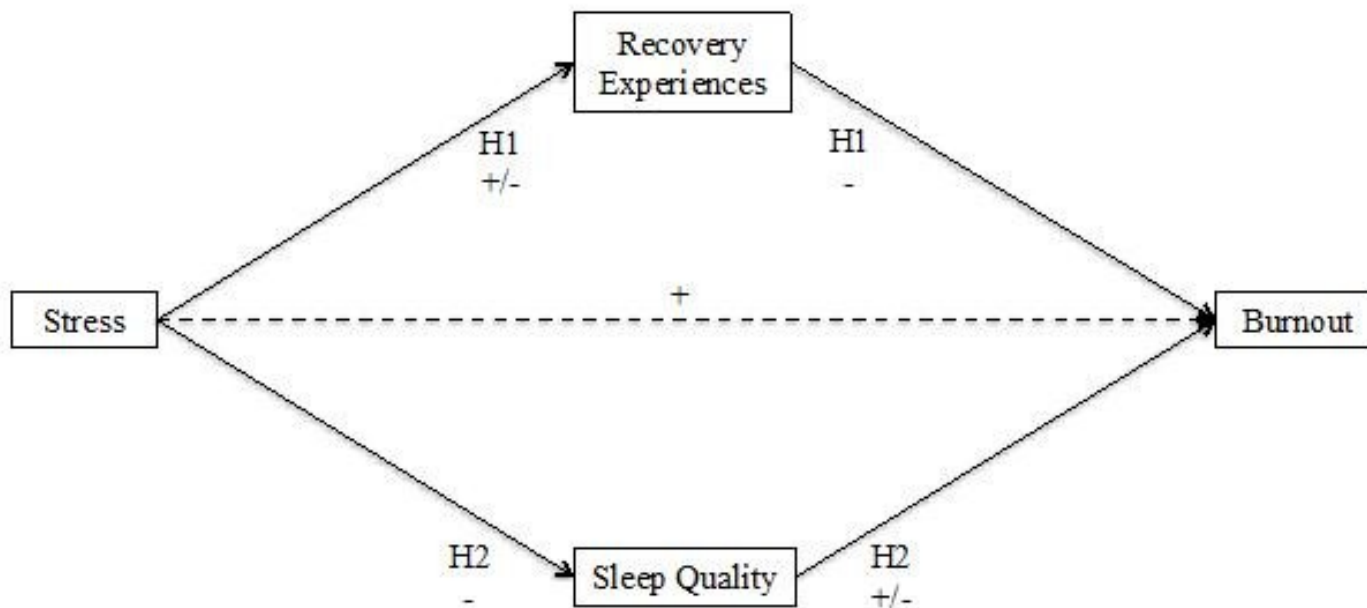 Recovery
Experiences
H1
+/-
H1
-
Stress
+
Burnout
H2
-
Sleep Quality
H2
+/-